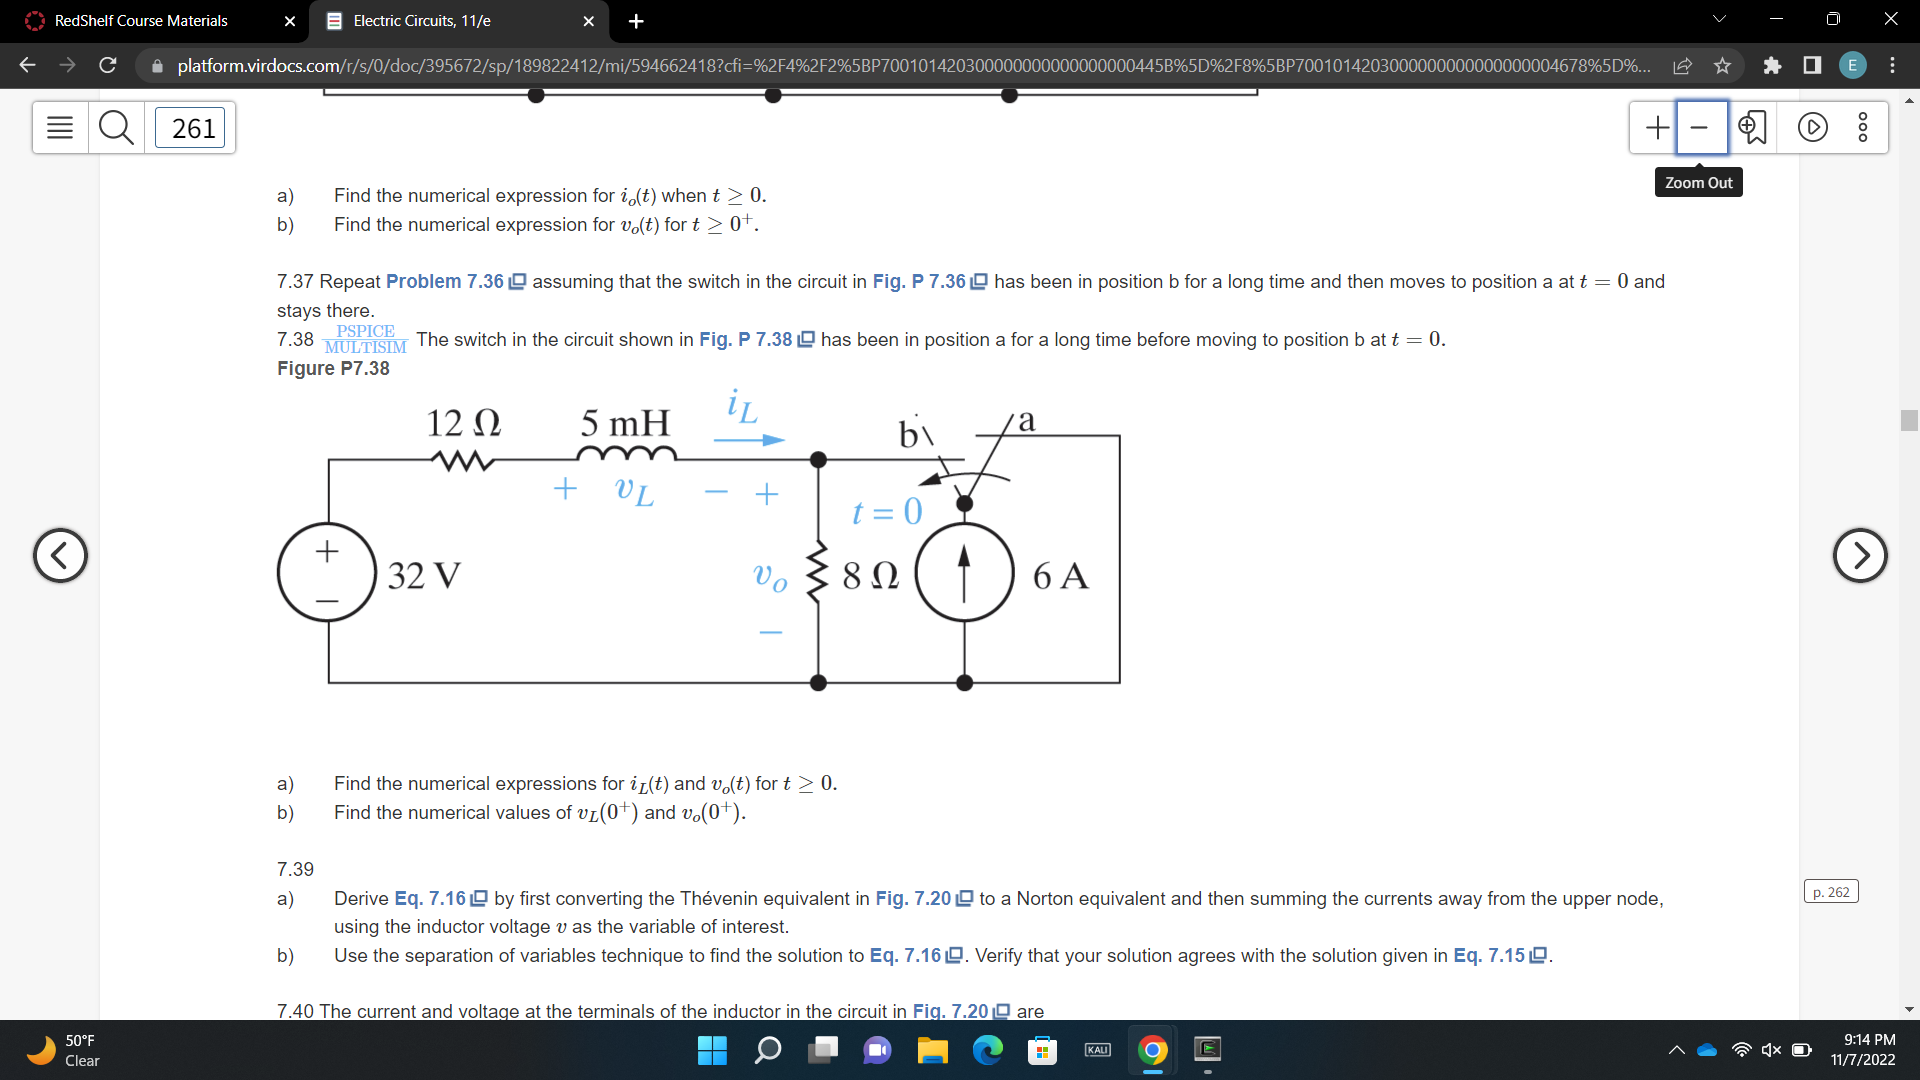 RedShelf Course Materials
Electric Circuits, 11/e
platform.virdocs.com/r/s/0/doc/395672/sp/189822412/mi/594662418?cfi=%2F4%2F2%5BP7001014203000000000000000000445B%5D%2F8%5BP7001014203000000000000000004678%5D%...
E
261
Zoom Out
a) Find the numerical expression for iₒ(t) when t ≥ 0.
b) Find the numerical expression for vₒ(t) for t ≥ 0⁺.
7.37 Repeat Problem 7.36 assuming that the switch in the circuit in Fig. P 7.36 has been in position b for a long time and then moves to position a at t = 0 and
stays there.
7.38 PSPICE MULTISIM The switch in the circuit shown in Fig. P 7.38 has been in position a for a long time before moving to position b at t = 0.
Figure P7.38
12 Ω 5 mH i_L b a
+ v_L − +
t = 0
+ 32 V − vₒ 8 Ω 6 A
−
a) Find the numerical expressions for i_L(t) and vₒ(t) for t ≥ 0.
b) Find the numerical values of v_L(0⁺) and vₒ(0⁺).
7.39
a) Derive Eq. 7.16 by first converting the Thévenin equivalent in Fig. 7.20 to a Norton equivalent and then summing the currents away from the upper node,
using the inductor voltage v as the variable of interest.
p. 262
b) Use the separation of variables technique to find the solution to Eq. 7.16. Verify that your solution agrees with the solution given in Eq. 7.15.
7.40 The current and voltage at the terminals of the inductor in the circuit in Fig. 7.20 are
50°F
Clear
KALI
9:14 PM
11/7/2022